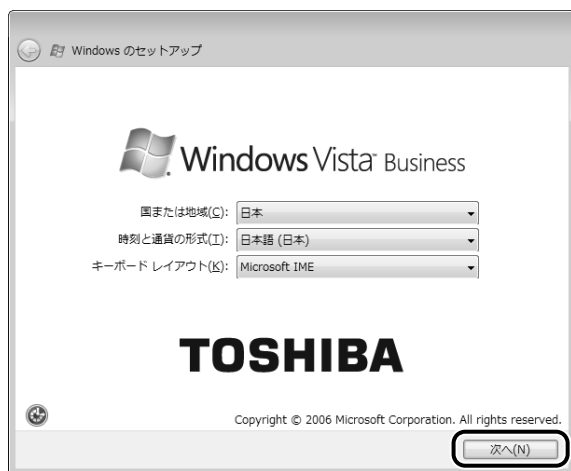 Windows のセットアップ
Windows Vista™ Business
国または地域(C): 日本
時刻と通貨の形式(T): 日本語 (日本)
キーボード レイアウト(K): Microsoft IME
TOSHIBA
Copyright © 2006 Microsoft Corporation. All rights reserved.
次へ(N)